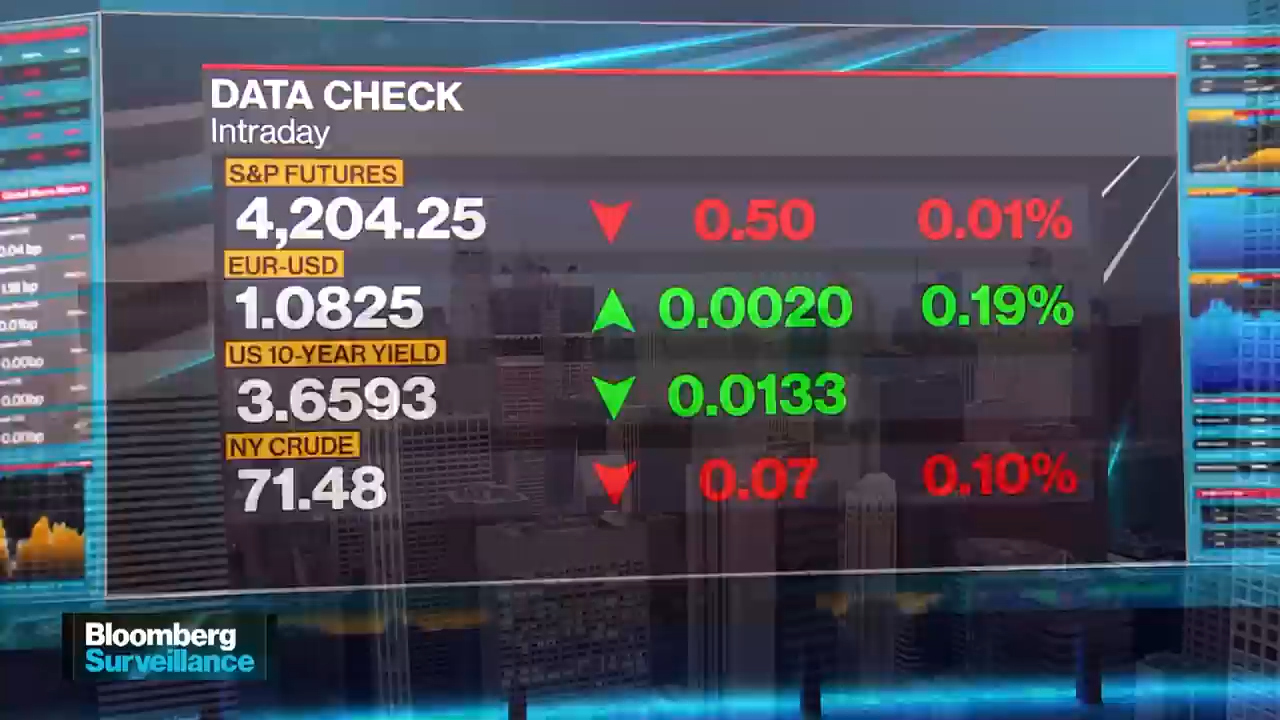 DATA CHECK
Intraday
S&P FUTURES
4,204.25 0.50 0.01%
EUR-USD
1.0825 0.0020 0.19%
US 10-YEAR YIELD
3.6593 0.0133
NY CRUDE
71.48 0.07 0.10%
Bloomberg
Surveillance